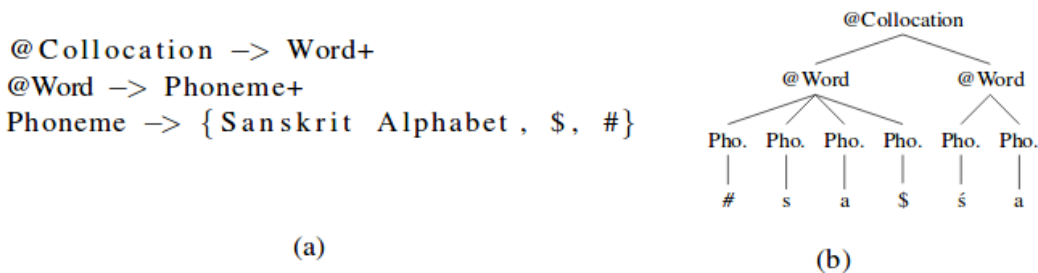 @Collocation –> Word+
@Word –> Phoneme+
Phoneme –> {Sanskrit Alphabet, $, #}
(a)
@Collocation
@Word @Word
Pho. Pho. Pho. Pho. Pho. Pho.
# s a $ ś a
(b)